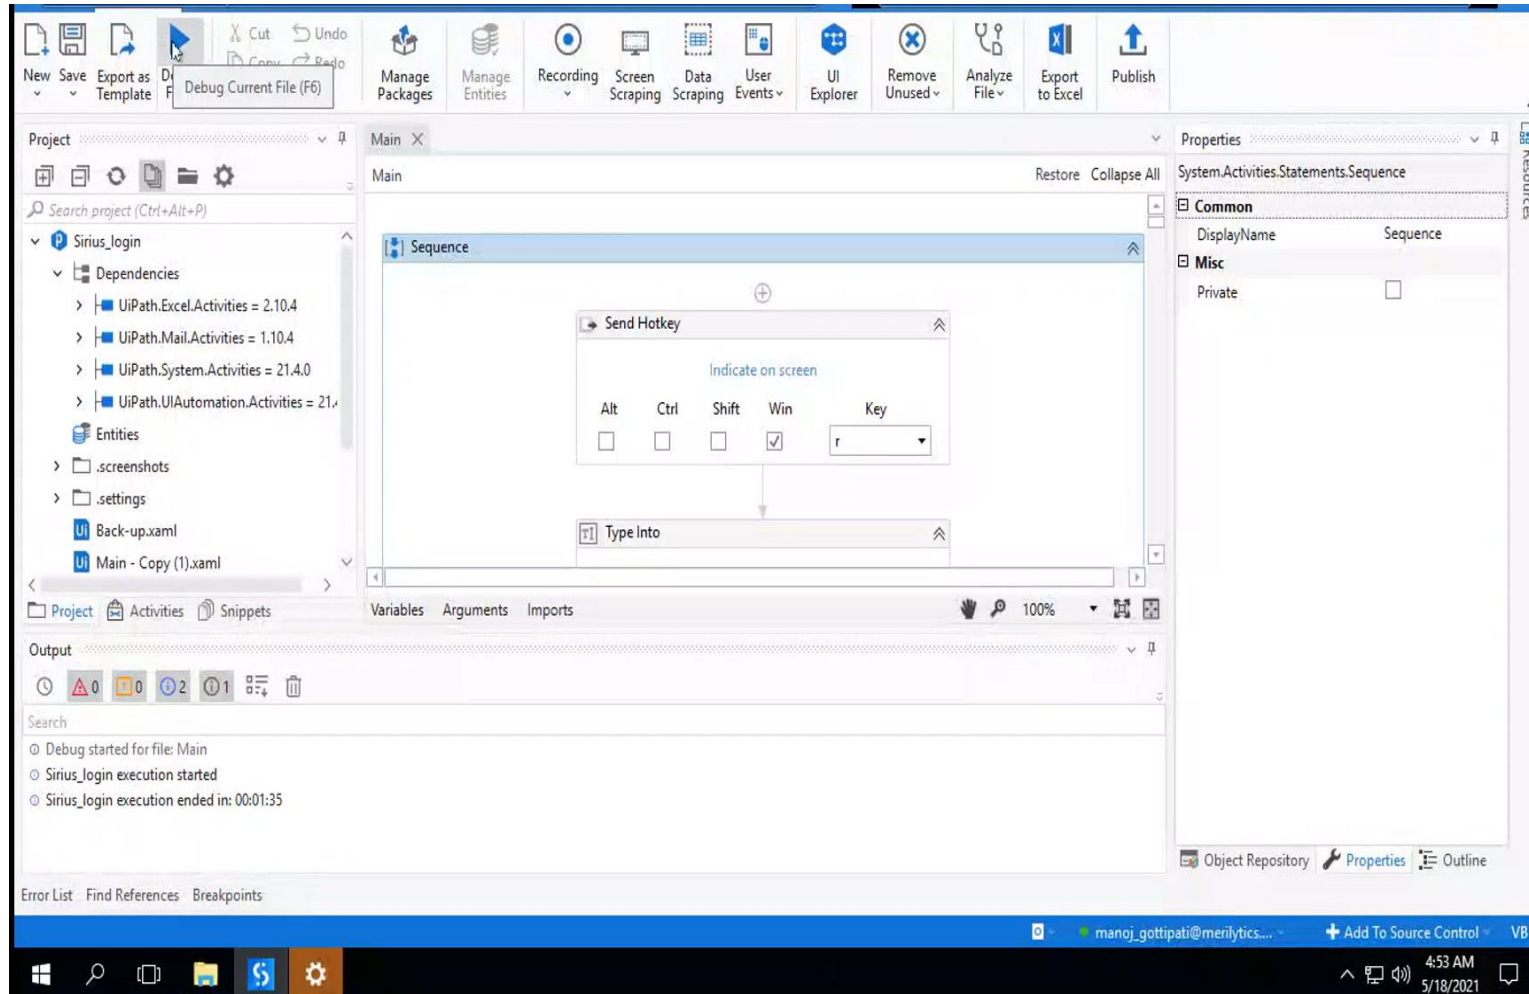 New Save Export as Template Cut Undo Copy Redo
Debug Current File (F6)
Manage Packages
Manage Entities
Recording
Screen Scraping
Data Scraping
User Events
UI Explorer
Remove Unused
Analyze File
Export to Excel
Publish
Project
Search project (Ctrl+Alt+P)
Sirius_login
Dependencies
UiPath.Excel.Activities = 2.10.4
UiPath.Mail.Activities = 1.10.4
UiPath.System.Activities = 21.4.0
UiPath.UIAutomation.Activities = 21.
Entities
.screenshots
.settings
Back-up.xaml
Main - Copy (1).xaml
Project Activities Snippets
Main
Main Restore Collapse All
Sequence
Send Hotkey
Indicate on screen
Alt Ctrl Shift Win Key
r
Type Into
Variables Arguments Imports 100%
Properties
System.Activities.Statements.Sequence
Common
DisplayName Sequence
Misc
Private
Resources
Output
0 0 2 1
Search
Debug started for file: Main
Sirius_login execution started
Sirius_login execution ended in: 00:01:35
Object Repository Properties Outline
Error List Find References Breakpoints
manoj_gottipati@merilytics.... Add To Source Control VB
4:53 AM
5/18/2021